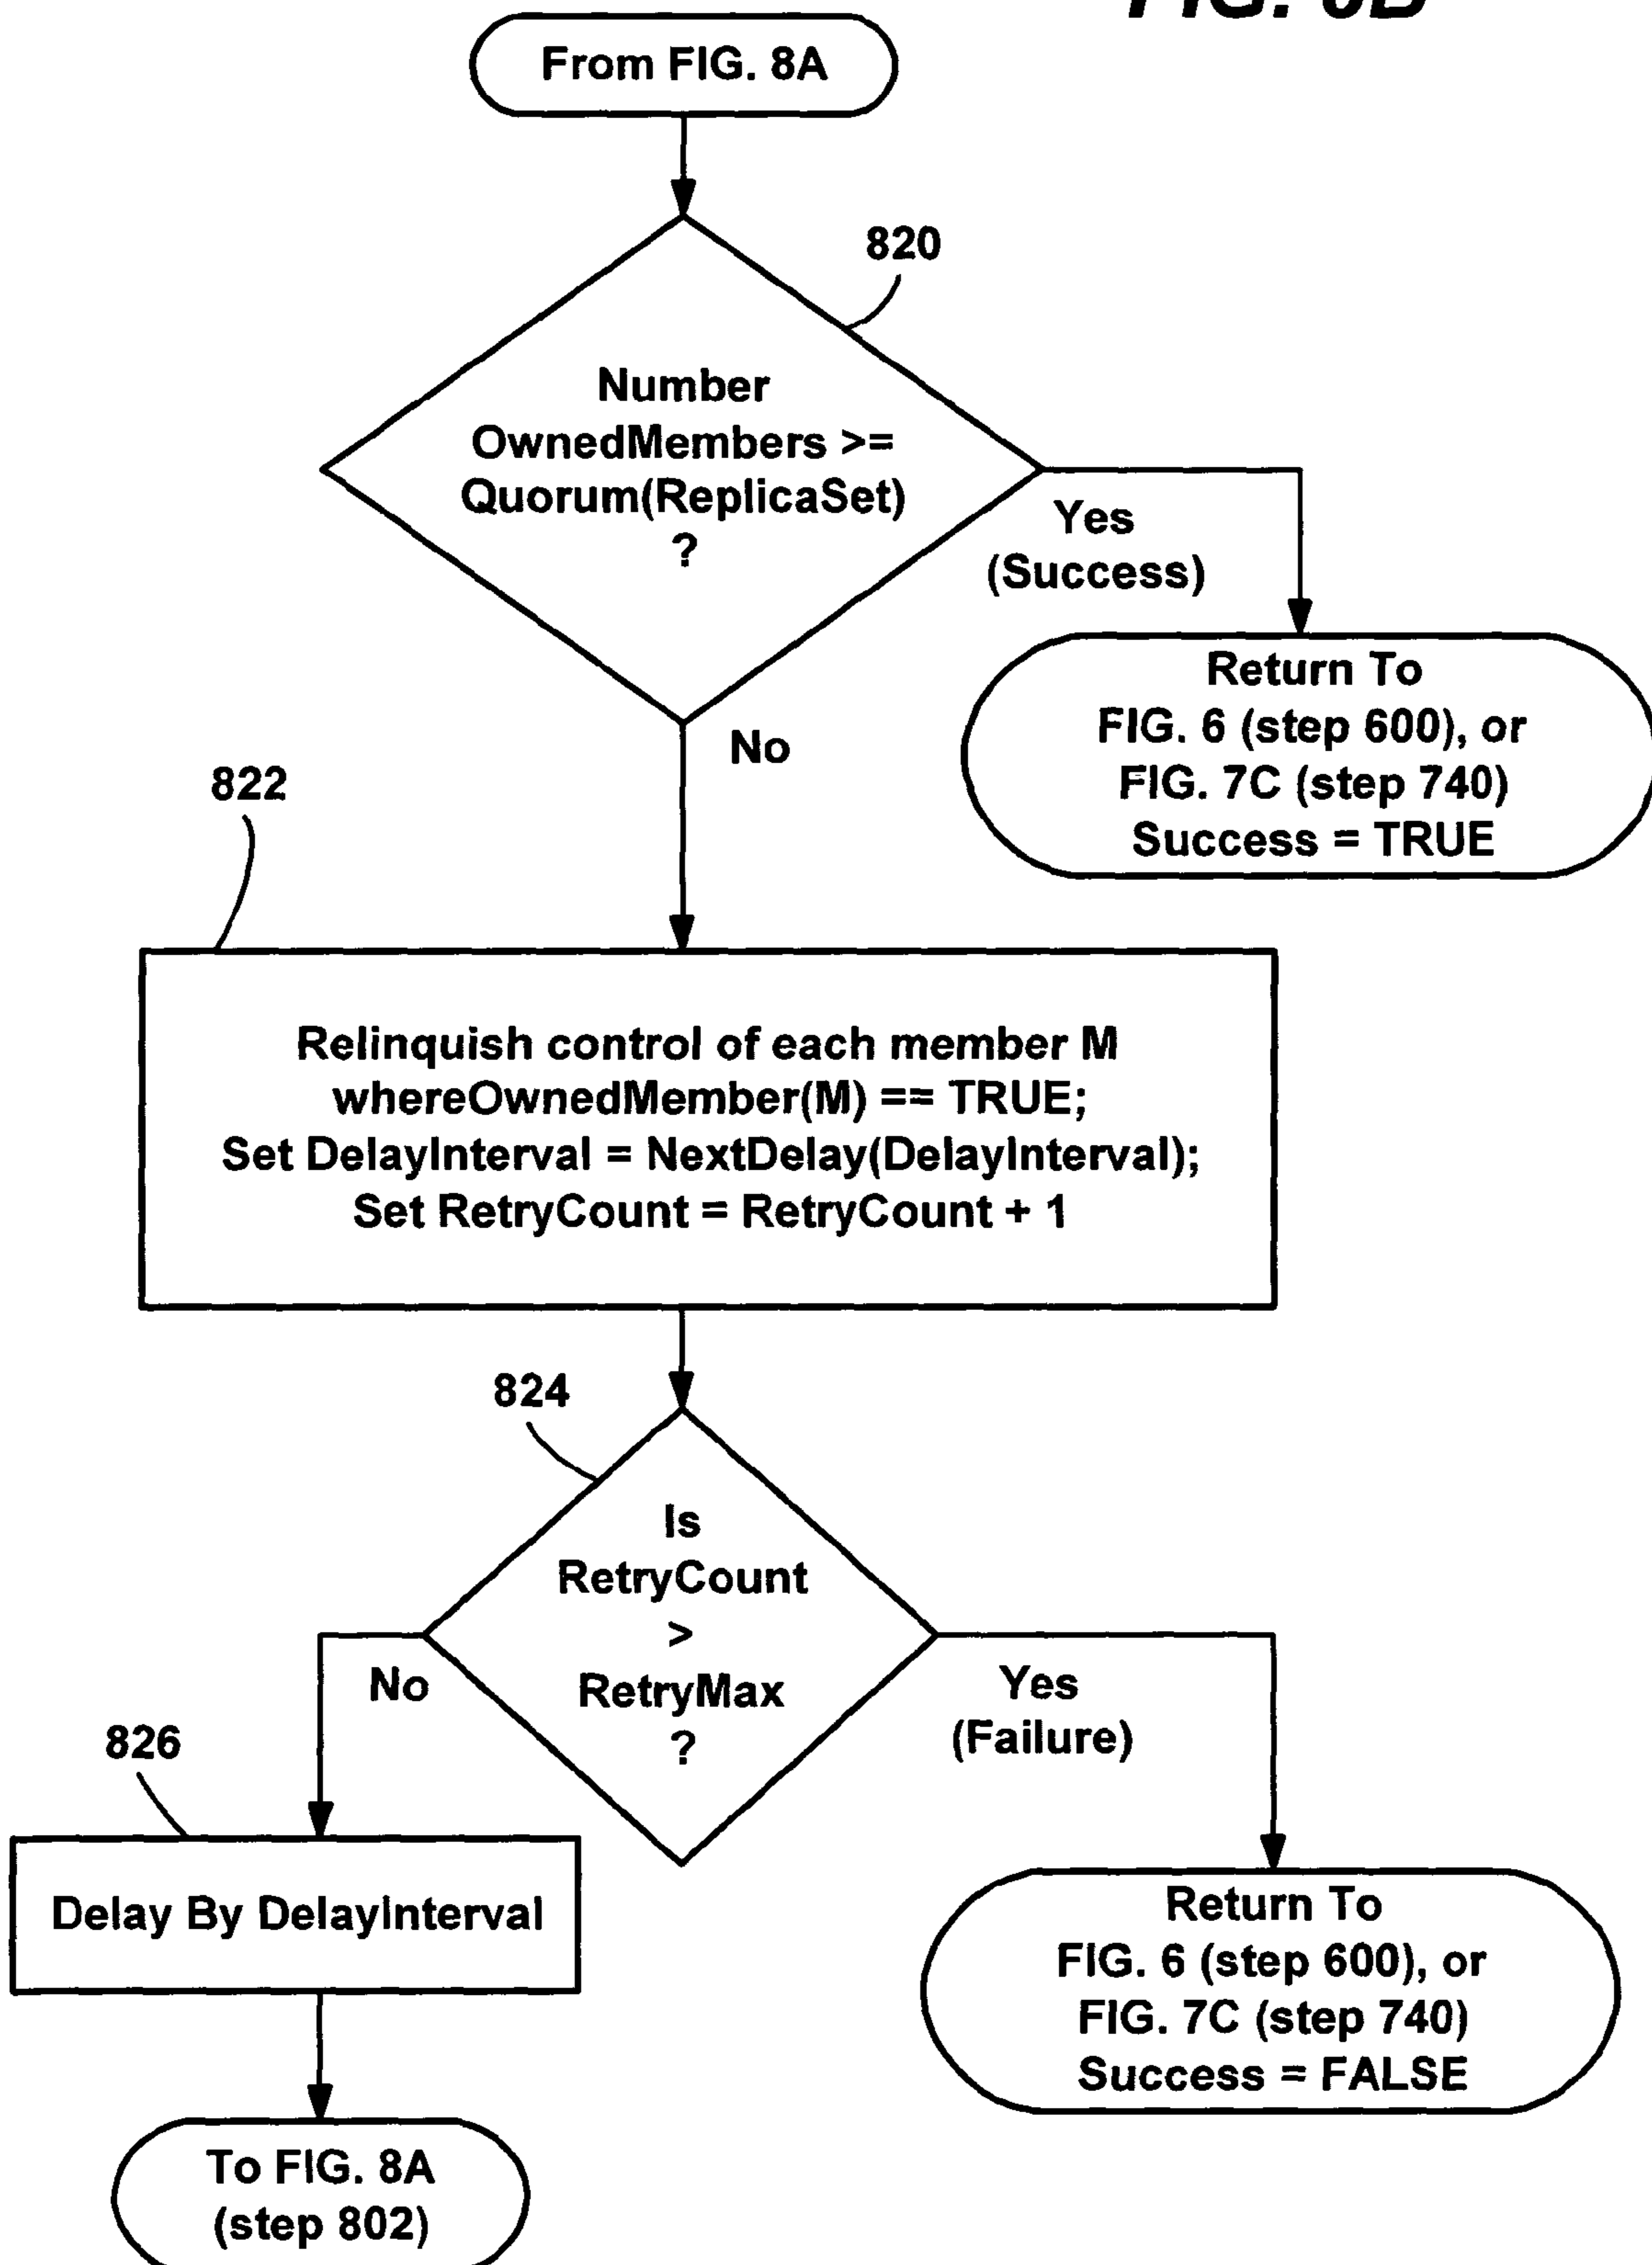 From FIG. 8A
820
Number
OwnedMembers >=
Quorum(ReplicaSet)
?
Yes
(Success)
Return To
FIG. 6 (step 600), or
FIG. 7C (step 740)
Success = TRUE
No
822
Relinquish control of each member M
whereOwnedMember(M) == TRUE;
Set DelayInterval = NextDelay(DelayInterval);
Set RetryCount = RetryCount + 1
824
Is
RetryCount
>
RetryMax
?
No
Yes
(Failure)
826
Delay By DelayInterval
Return To
FIG. 6 (step 600), or
FIG. 7C (step 740)
Success = FALSE
To FIG. 8A
(step 802)